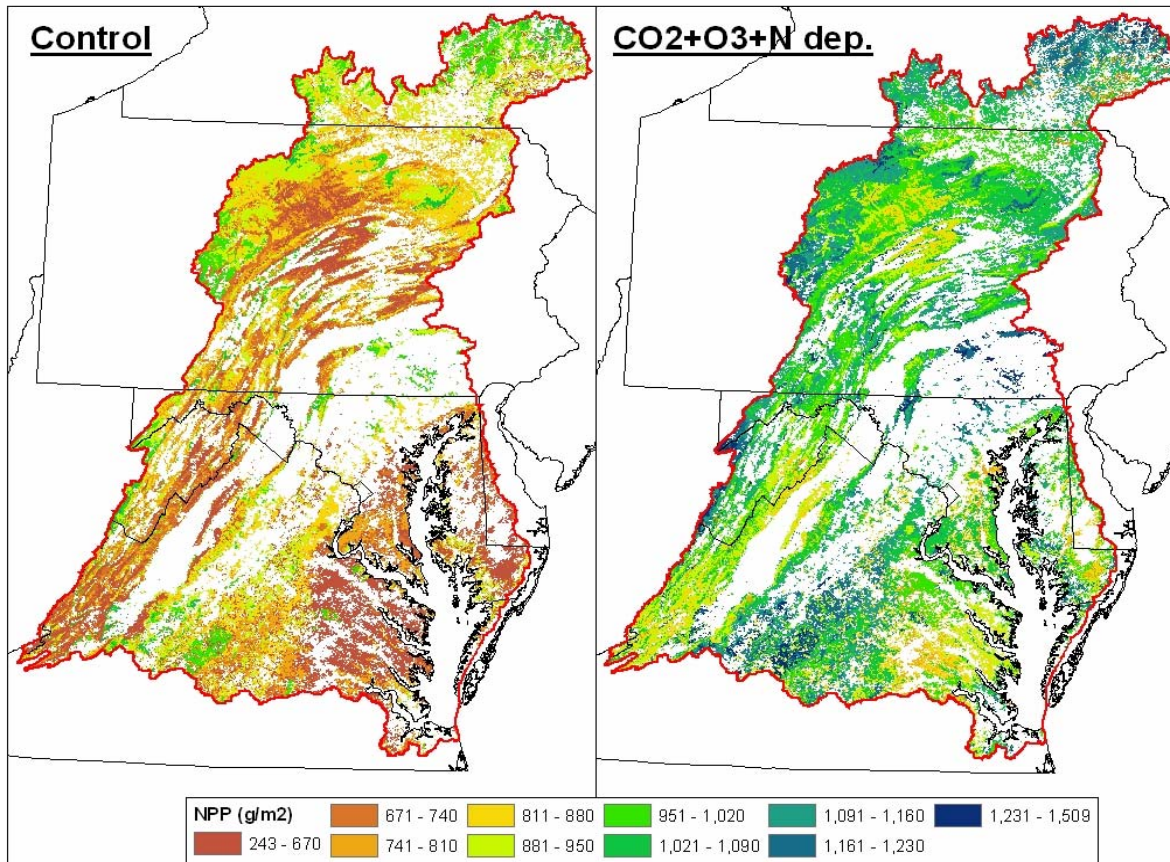 Control
CO2+O3+N dep.
NPP (g/m2)
243 - 670
671 - 740
741 - 810
811 - 880
881 - 950
951 - 1,020
1,021 - 1,090
1,091 - 1,160
1,161 - 1,230
1,231 - 1,509